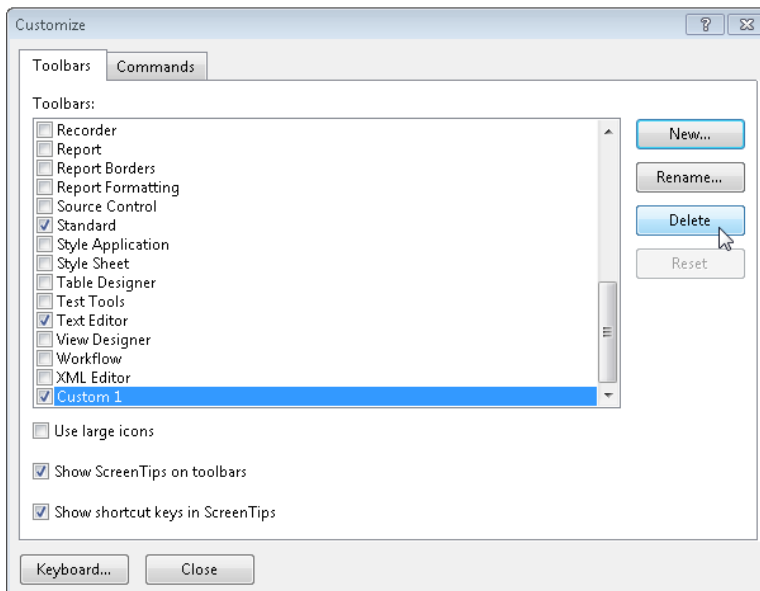 Customize
Toolbars
Commands
Toolbars:
Recorder
Report
Report Borders
Report Formatting
Source Control
Standard
Style Application
Style Sheet
Table Designer
Test Tools
Text Editor
View Designer
Workflow
XML Editor
Custom 1
New...
Rename...
Delete
Reset
Use large icons
Show ScreenTips on toolbars
Show shortcut keys in ScreenTips
Keyboard...
Close